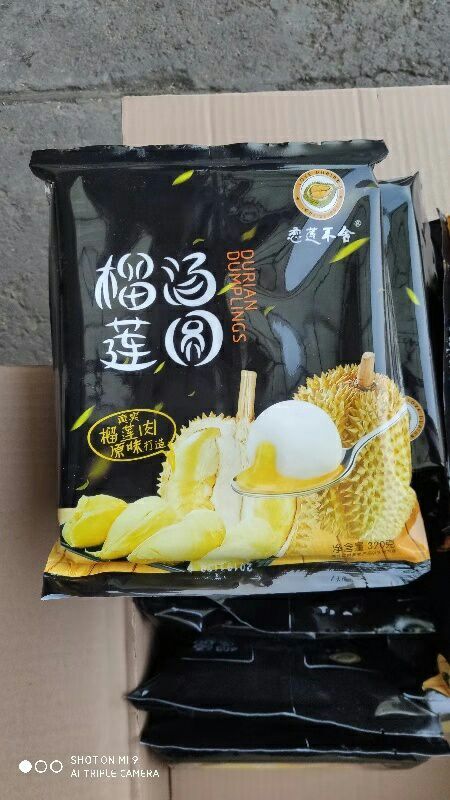 恋莲不舍
榴莲
汤圆
DURIAN
DUMPLINGS
真实
榴莲肉
原味打造
净含量 320克
SHOT ON MI 9
AI TRIPLE CAMERA